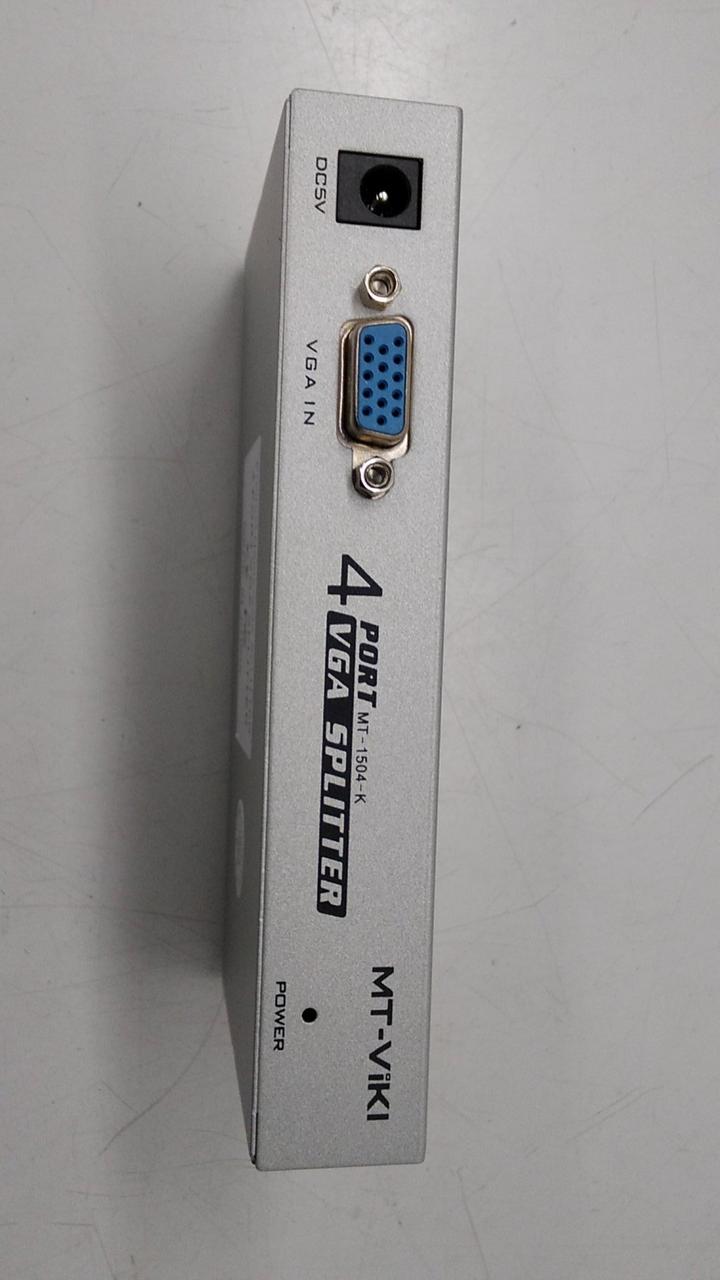 DC5V
VGA IN
4 PORT MT-1504-K
VGA SPLITTER
MT-ViKI
POWER